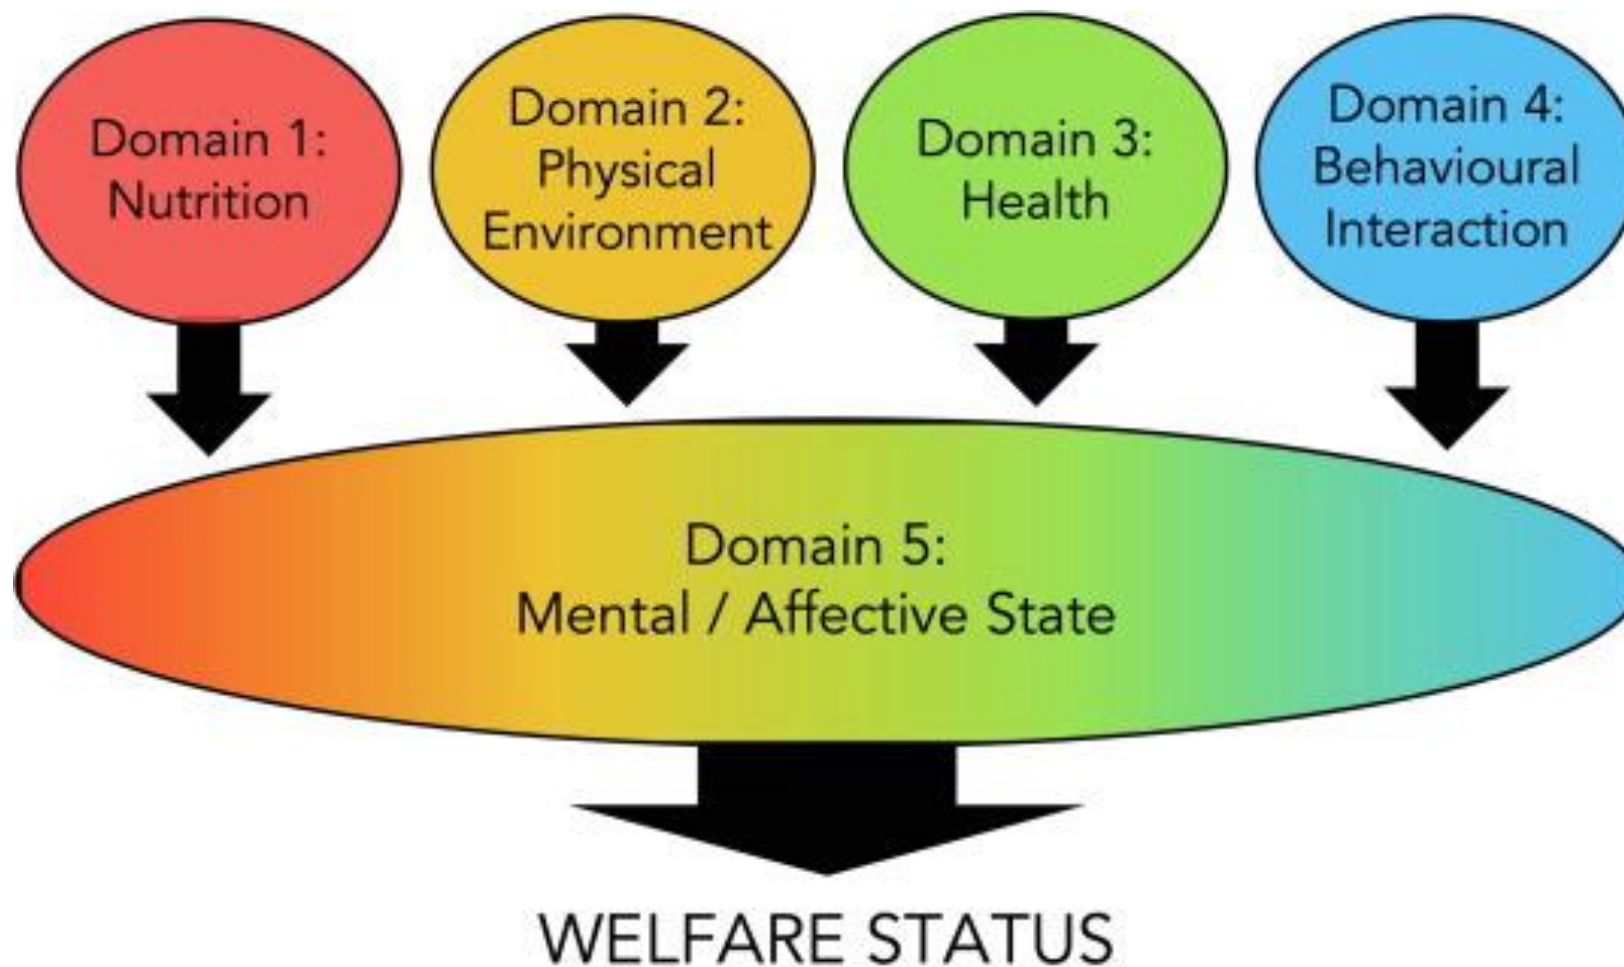 Domain 1:
Nutrition
Domain 2:
Physical
Environment
Domain 3:
Health
Domain 4:
Behavioural
Interaction
Domain 5:
Mental / Affective State
WELFARE STATUS